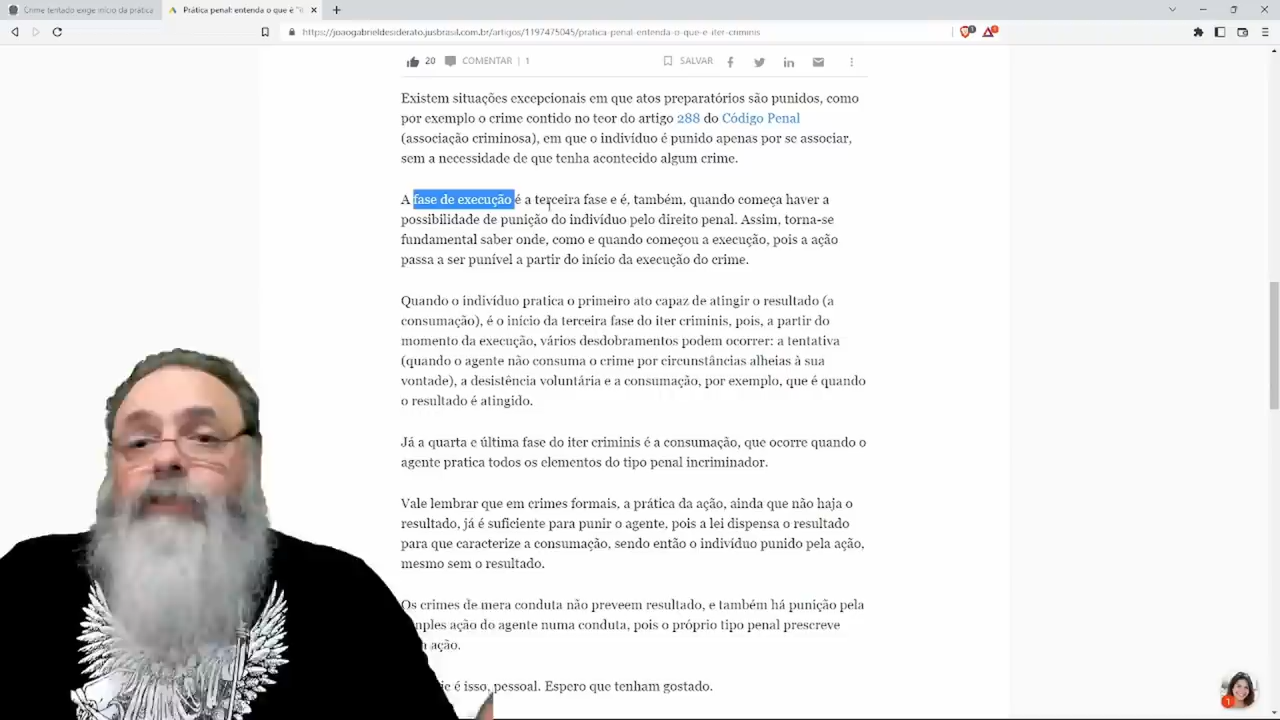 Crime tentado exige início da prática
Prática penal: entenda o que é "it
https://joaogabrieldesiderato.jusbrasil.com.br/artigos/1197475045/pratica-penal-entenda-o-que-e-iter-criminis
20 COMENTAR | 1 SALVAR
Existem situações excepcionais em que atos preparatórios são punidos, como
por exemplo o crime contido no teor do artigo 288 do Código Penal
(associação criminosa), em que o indivíduo é punido apenas por se associar,
sem a necessidade de que tenha acontecido algum crime.
A fase de execução é a terceira fase e é, também, quando começa haver a
possibilidade de punição do indivíduo pelo direito penal. Assim, torna-se
fundamental saber onde, como e quando começou a execução, pois a ação
passa a ser punível a partir do início da execução do crime.
Quando o indivíduo pratica o primeiro ato capaz de atingir o resultado (a
consumação), é o início da terceira fase do iter criminis, pois, a partir do
momento da execução, vários desdobramentos podem ocorrer: a tentativa
(quando o agente não consuma o crime por circunstâncias alheias à sua
vontade), a desistência voluntária e a consumação, por exemplo, que é quando
o resultado é atingido.
Já a quarta e última fase do iter criminis é a consumação, que ocorre quando o
agente pratica todos os elementos do tipo penal incriminador.
Vale lembrar que em crimes formais, a prática da ação, ainda que não haja o
resultado, já é suficiente para punir o agente, pois a lei dispensa o resultado
para que caracterize a consumação, sendo então o indivíduo punido pela ação,
mesmo sem o resultado.
Os crimes de mera conduta não preveem resultado, e também há punição pela
ação do agente numa conduta, pois o próprio tipo penal prescreve
ação.
é isso, pessoal. Espero que tenham gostado.
1